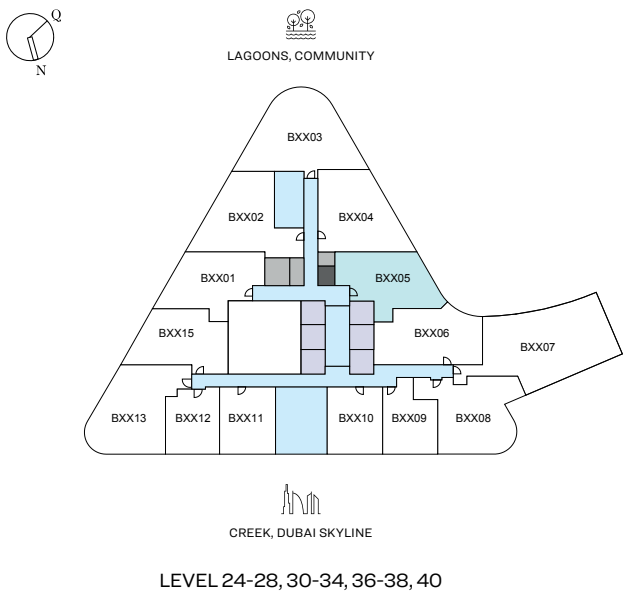 Q
N
LAGOONS, COMMUNITY
BXX03
BXX02
BXX04
BXX01
BXX05
BXX15
BXX06
BXX07
BXX13
BXX12
BXX11
BXX10
BXX09
BXX08
CREEK, DUBAI SKYLINE
LEVEL 24-28, 30-34, 36-38, 40